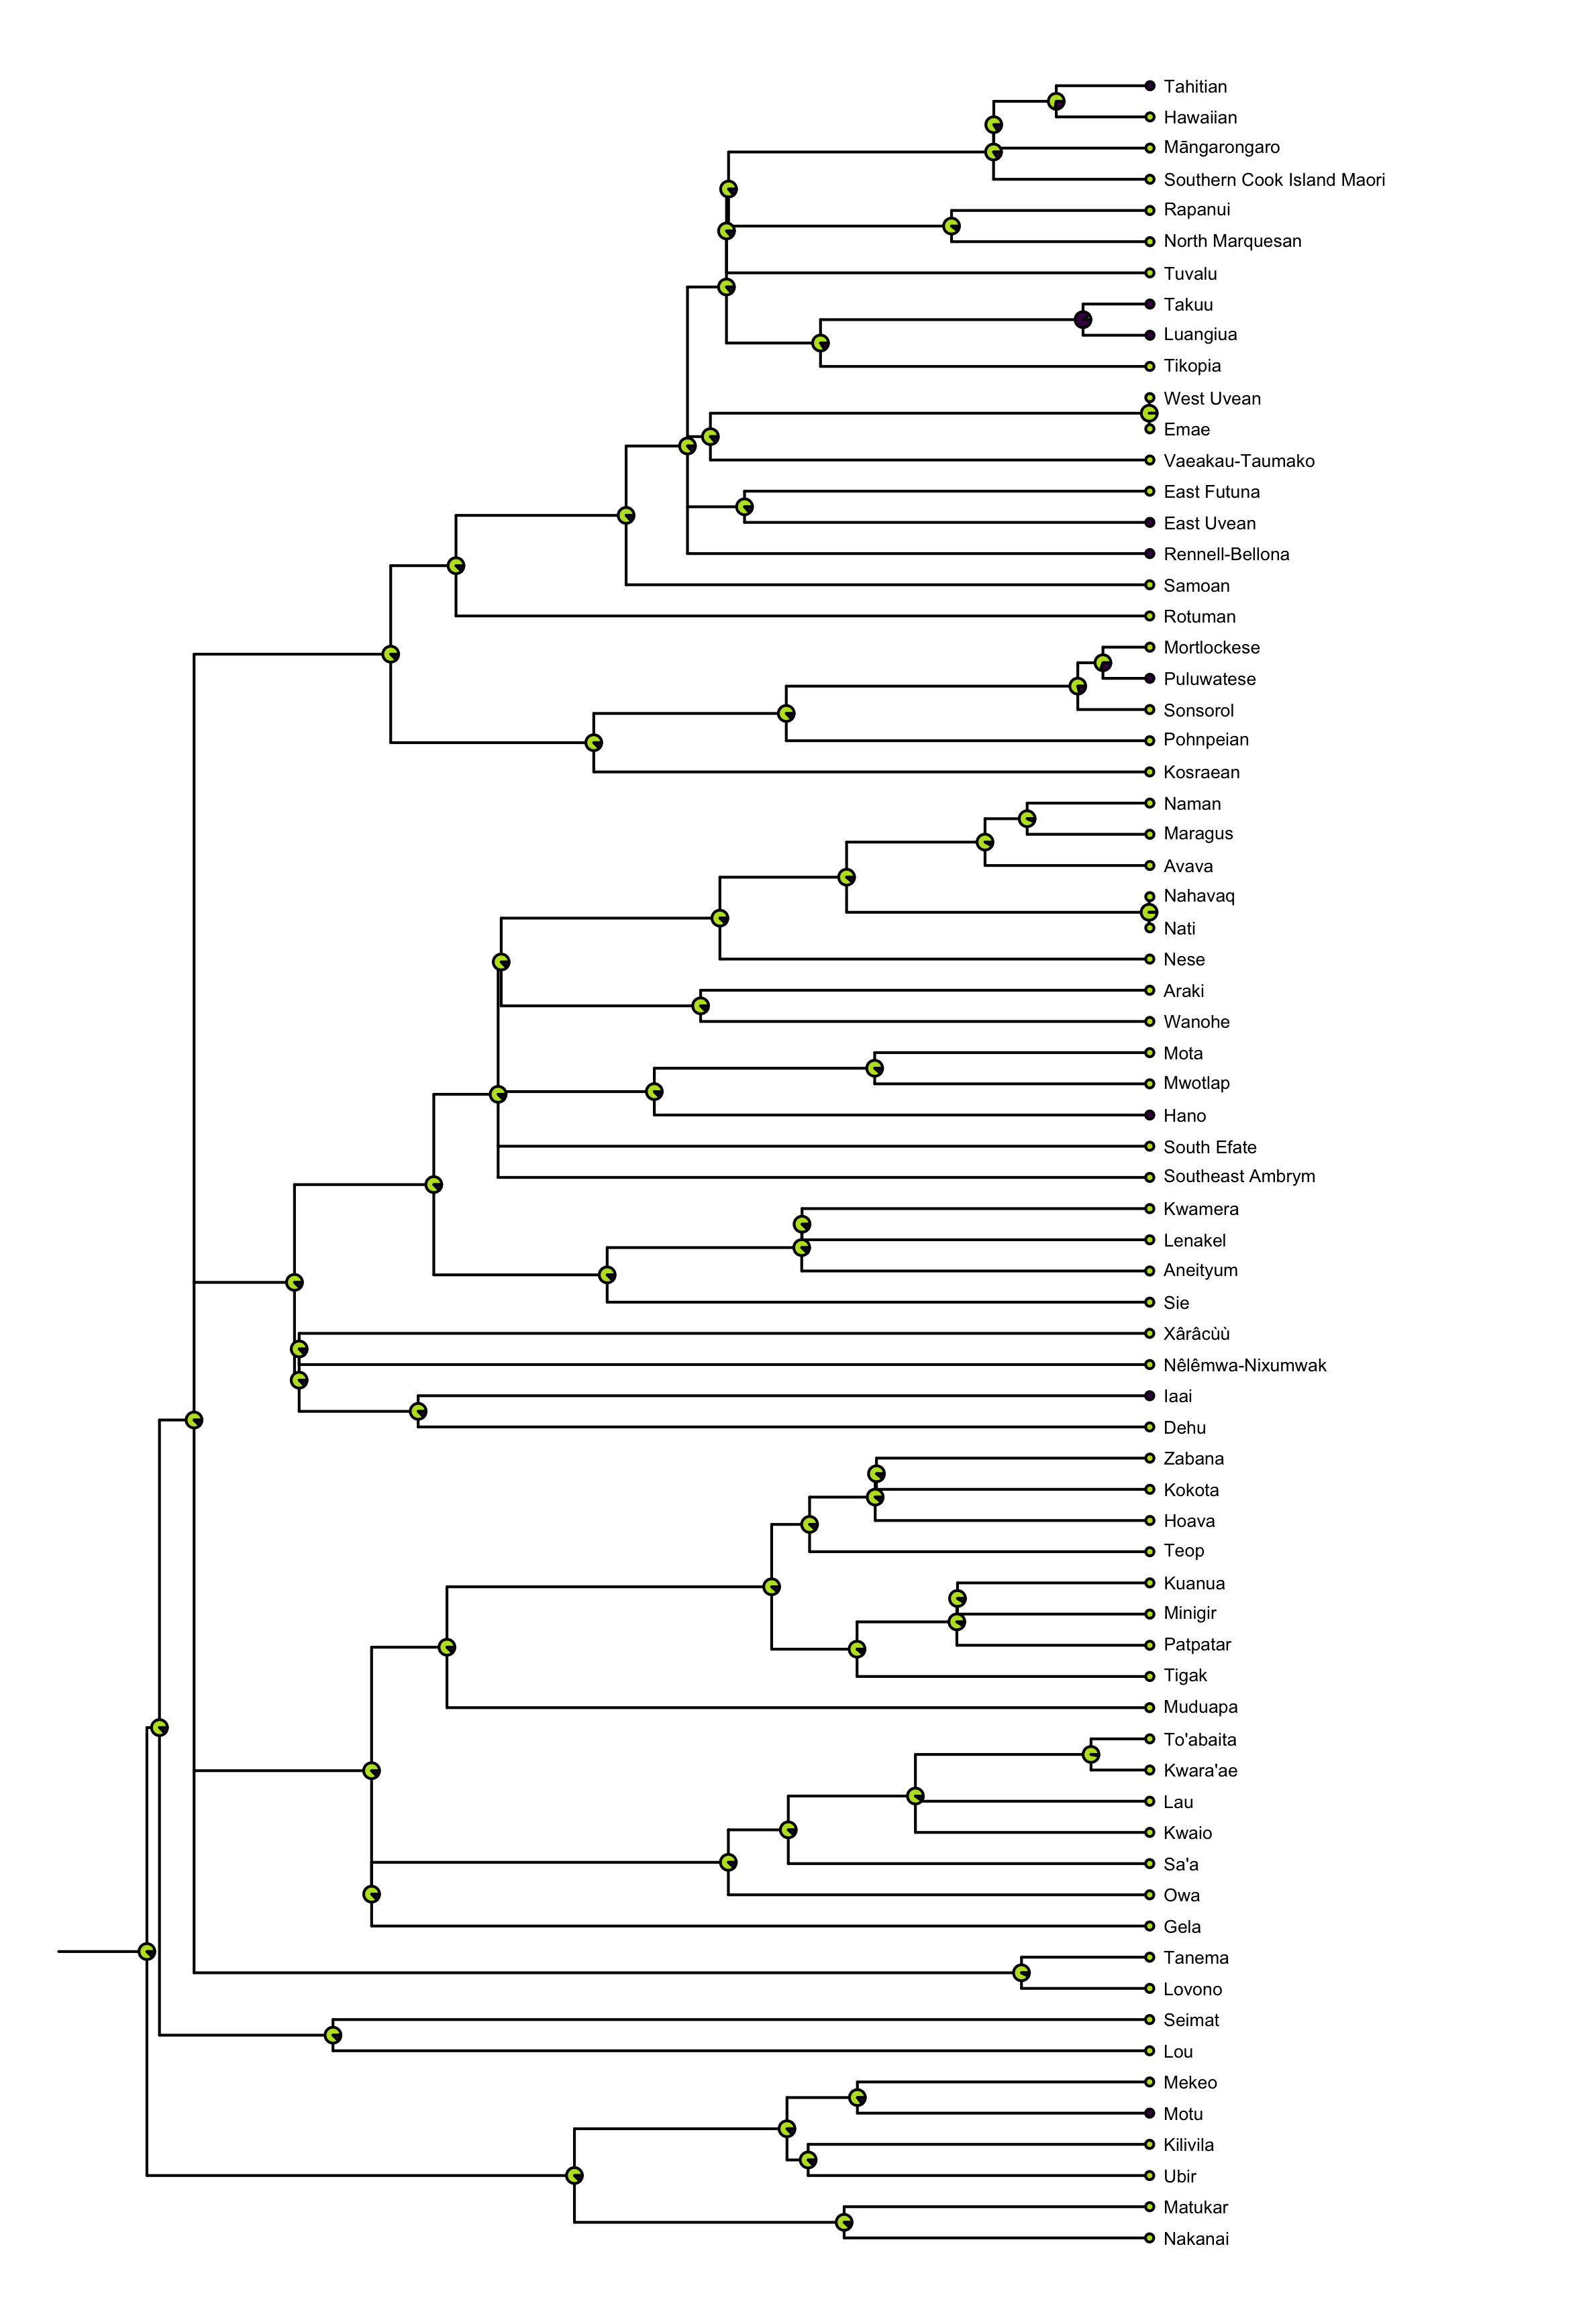 Tahitian
Hawaiian
Māngarongaro
Southern Cook Island Maori
Rapanui
North Marquesan
Tuvalu
Takuu
Luangiua
Tikopia
West Uvean
Emae
Vaeakau-Taumako
East Futuna
East Uvean
Rennell-Bellona
Samoan
Rotuman
Mortlockese
Puluwatese
Sonsorol
Pohnpeian
Kosraean
Naman
Maragus
Avava
Nahavaq
Nati
Nese
Araki
Wanohe
Mota
Mwotlap
Hano
South Efate
Southeast Ambrym
Kwamera
Lenakel
Aneityum
Sie
Xârâcùù
Nêlêmwa-Nixumwak
Iaai
Dehu
Zabana
Kokota
Hoava
Teop
Kuanua
Minigir
Patpatar
Tigak
Muduapa
To'abaita
Kwara'ae
Lau
Kwaio
Sa'a
Owa
Gela
Tanema
Lovono
Seimat
Lou
Mekeo
Motu
Kilivila
Ubir
Matukar
Nakanai